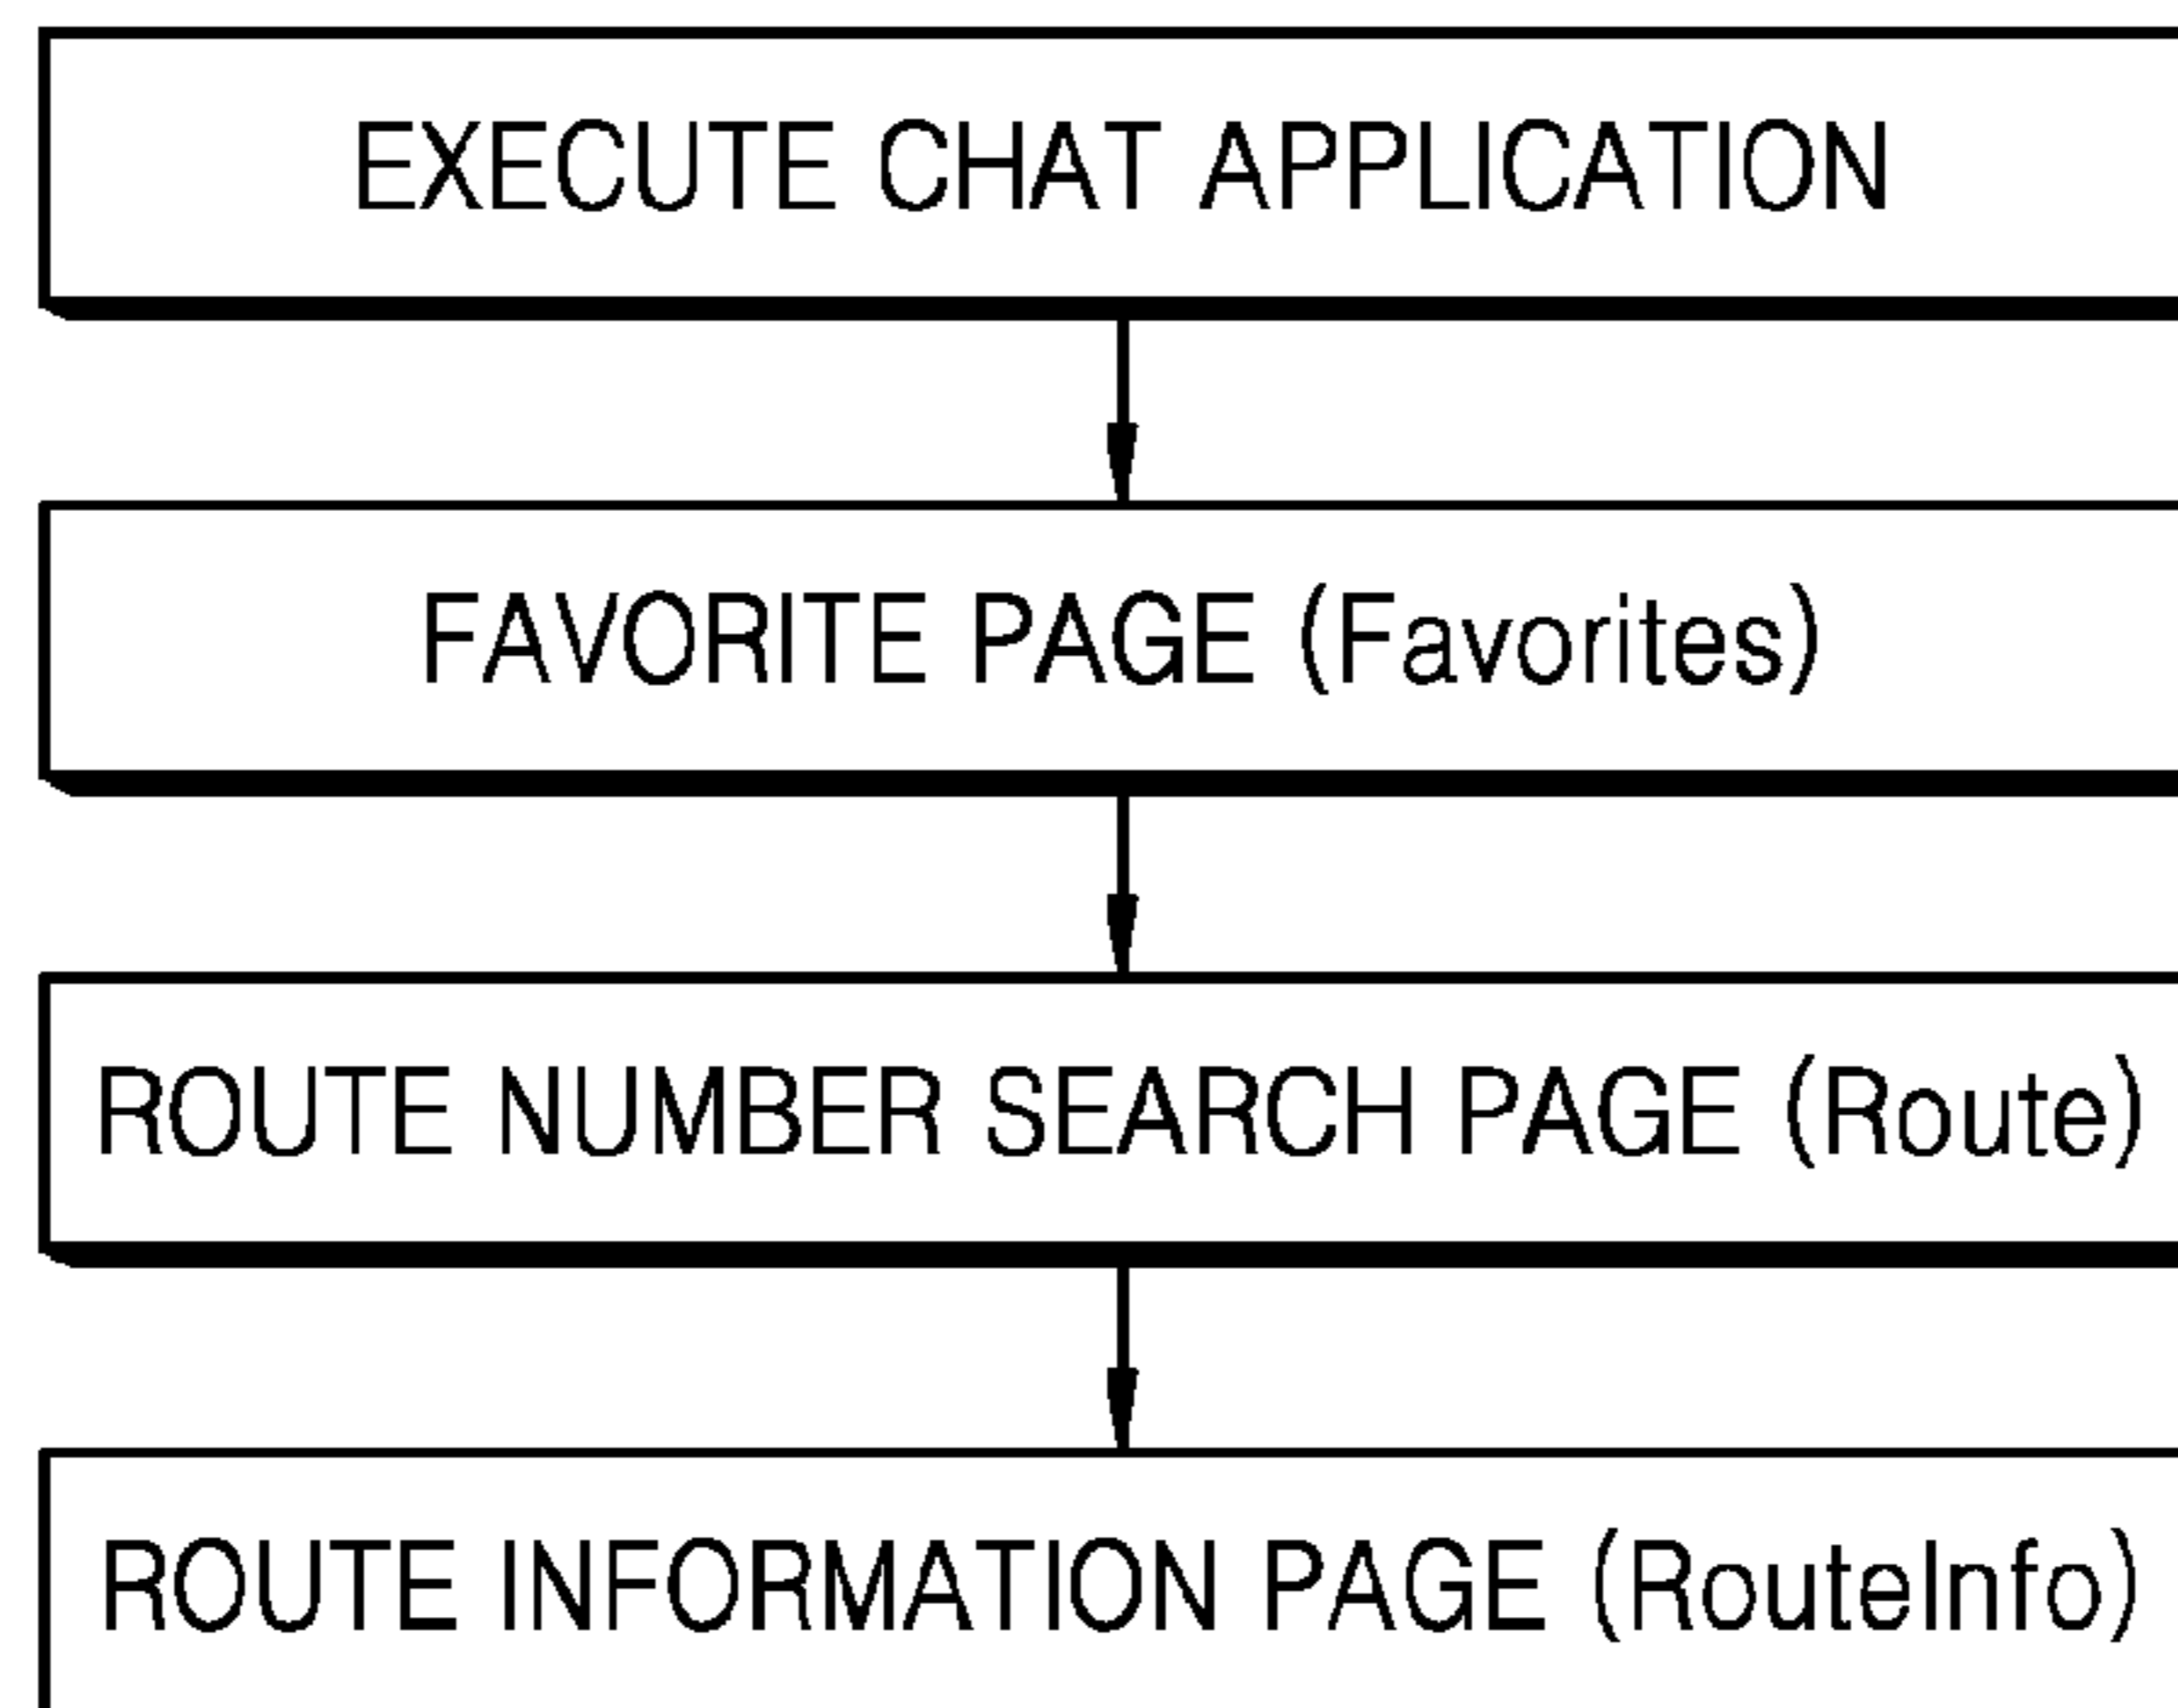 EXECUTE CHAT APPLICATION
FAVORITE PAGE (Favorites)
ROUTE NUMBER SEARCH PAGE (Route)
ROUTE INFORMATION PAGE (RouteInfo)